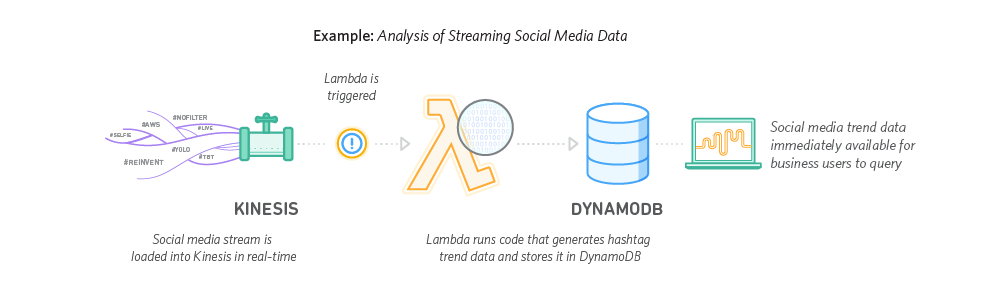 Example: Analysis of Streaming Social Media Data
Lambda is
triggered
#AWS
#NOFILTER
#SELFIE
#LIVE
#YOLO
#REINVENT
#TBT
Social media trend data
immediately available for
business users to query
KINESIS
DYNAMODB
Social media stream is
loaded into Kinesis in real-time
Lambda runs code that generates hashtag
trend data and stores it in DynamoDB